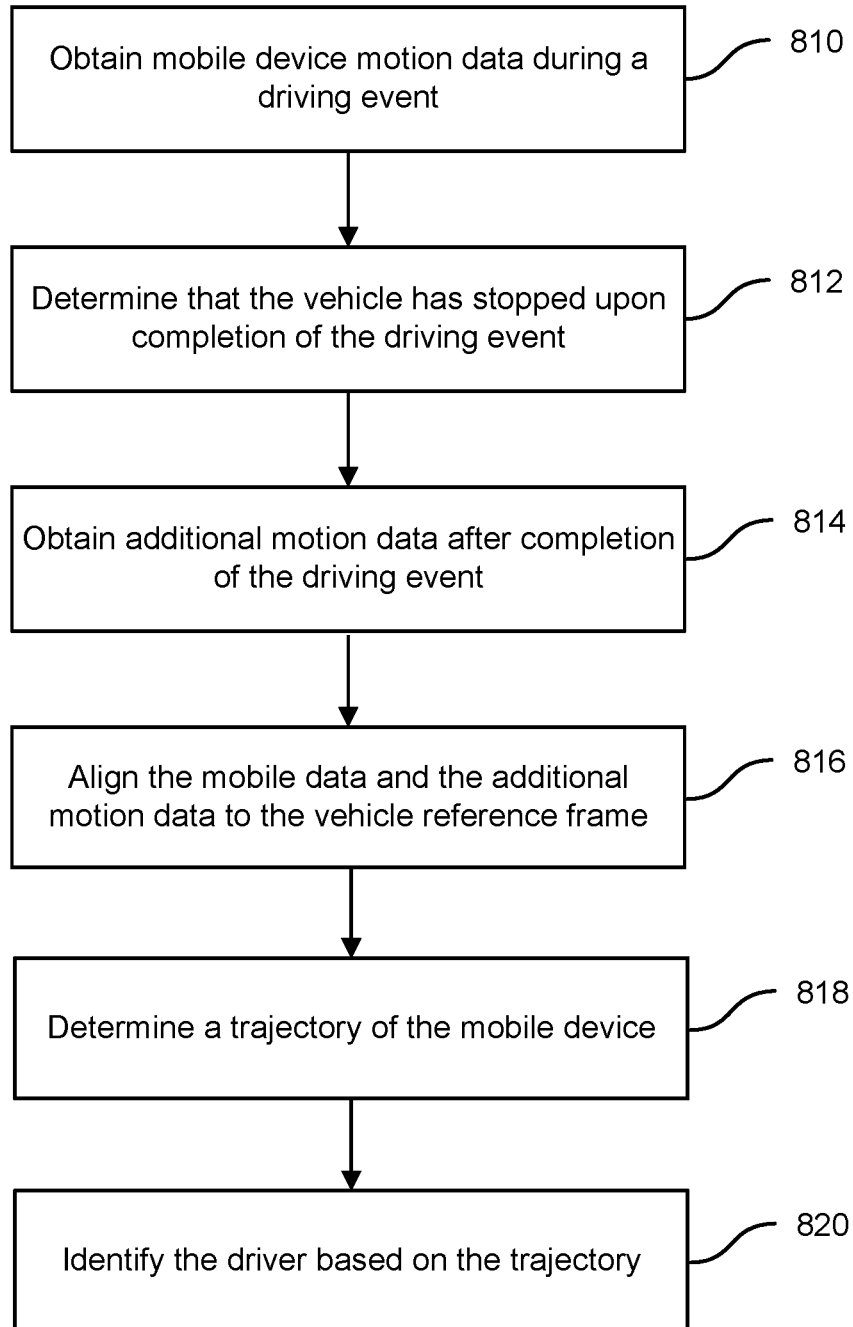 Obtain mobile device motion data during a
driving event
810
Determine that the vehicle has stopped upon
completion of the driving event
812
Obtain additional motion data after completion
of the driving event
814
Align the mobile data and the additional
motion data to the vehicle reference frame
816
Determine a trajectory of the mobile device
818
Identify the driver based on the trajectory
820